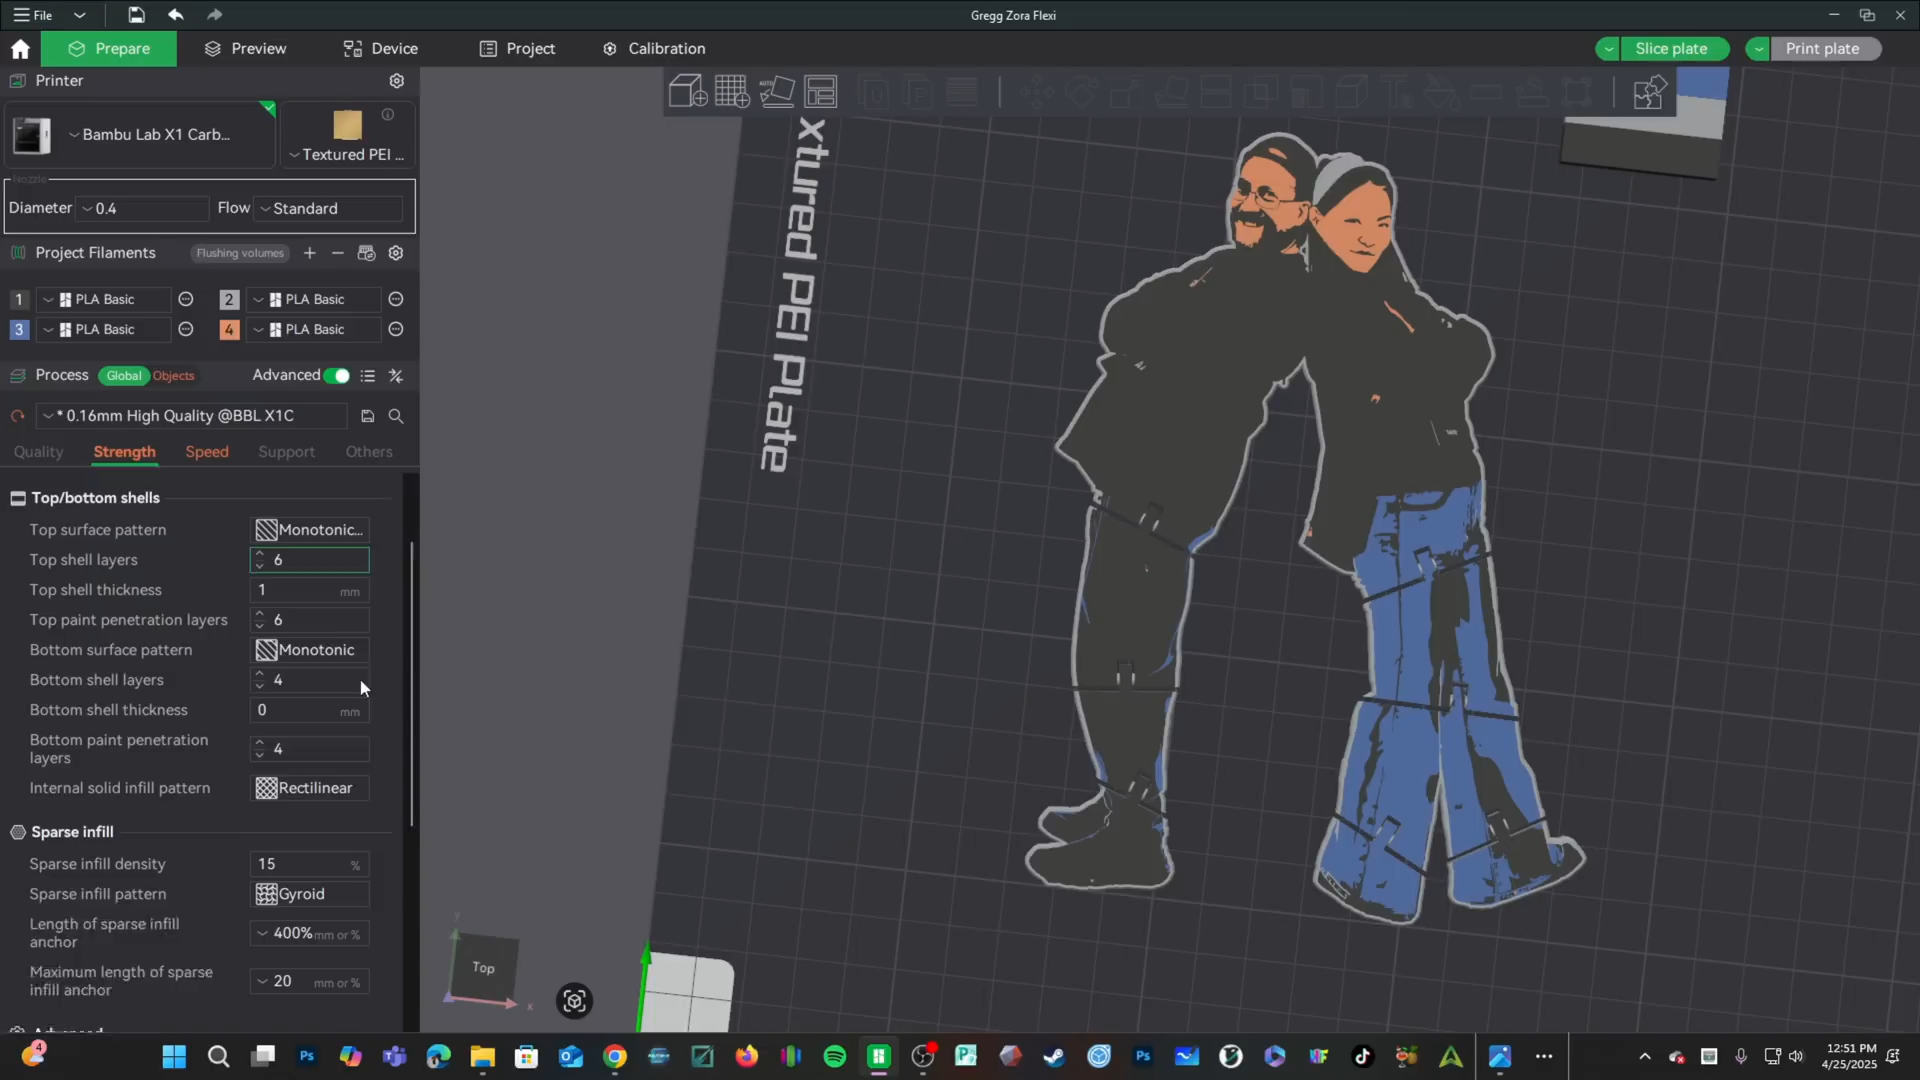 File
Gregg Zora Flexi
Prepare
Preview
Device
Project
Calibration
Slice plate
Print plate
Printer
Bambu Lab X1 Carb...
Textured PEI ...
Nozzle
Diameter
0.4
Flow
Standard
Project Filaments
Flushing volumes
1
PLA Basic
2
PLA Basic
3
PLA Basic
4
PLA Basic
Process
Global
Objects
Advanced
* 0.16mm High Quality @BBL X1C
Quality
Strength
Speed
Support
Others
Top/bottom shells
Top surface pattern
Monotonic...
Top shell layers
6
Top shell thickness
1
mm
Top paint penetration layers
6
Bottom surface pattern
Monotonic
Bottom shell layers
4
Bottom shell thickness
0
mm
Bottom paint penetration
layers
4
Internal solid infill pattern
Rectilinear
Sparse infill
Sparse infill density
15
%
Sparse infill pattern
Gyroid
Length of sparse infill
anchor
400%
mm or %
Maximum length of sparse
infill anchor
20
mm or %
xtured PEI Plate
AUTO
Top
y
x
4
12:51 PM
4/25/2025